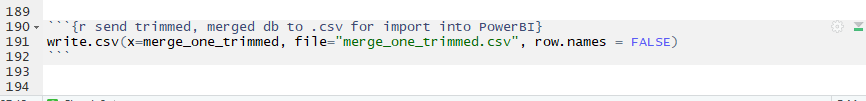 189
190 ```{r send trimmed, merged db to .csv for import into PowerBI}
191 write.csv(x=merge_one_trimmed, file="merge_one_trimmed.csv", row.names = FALSE)
192 ```
193
194